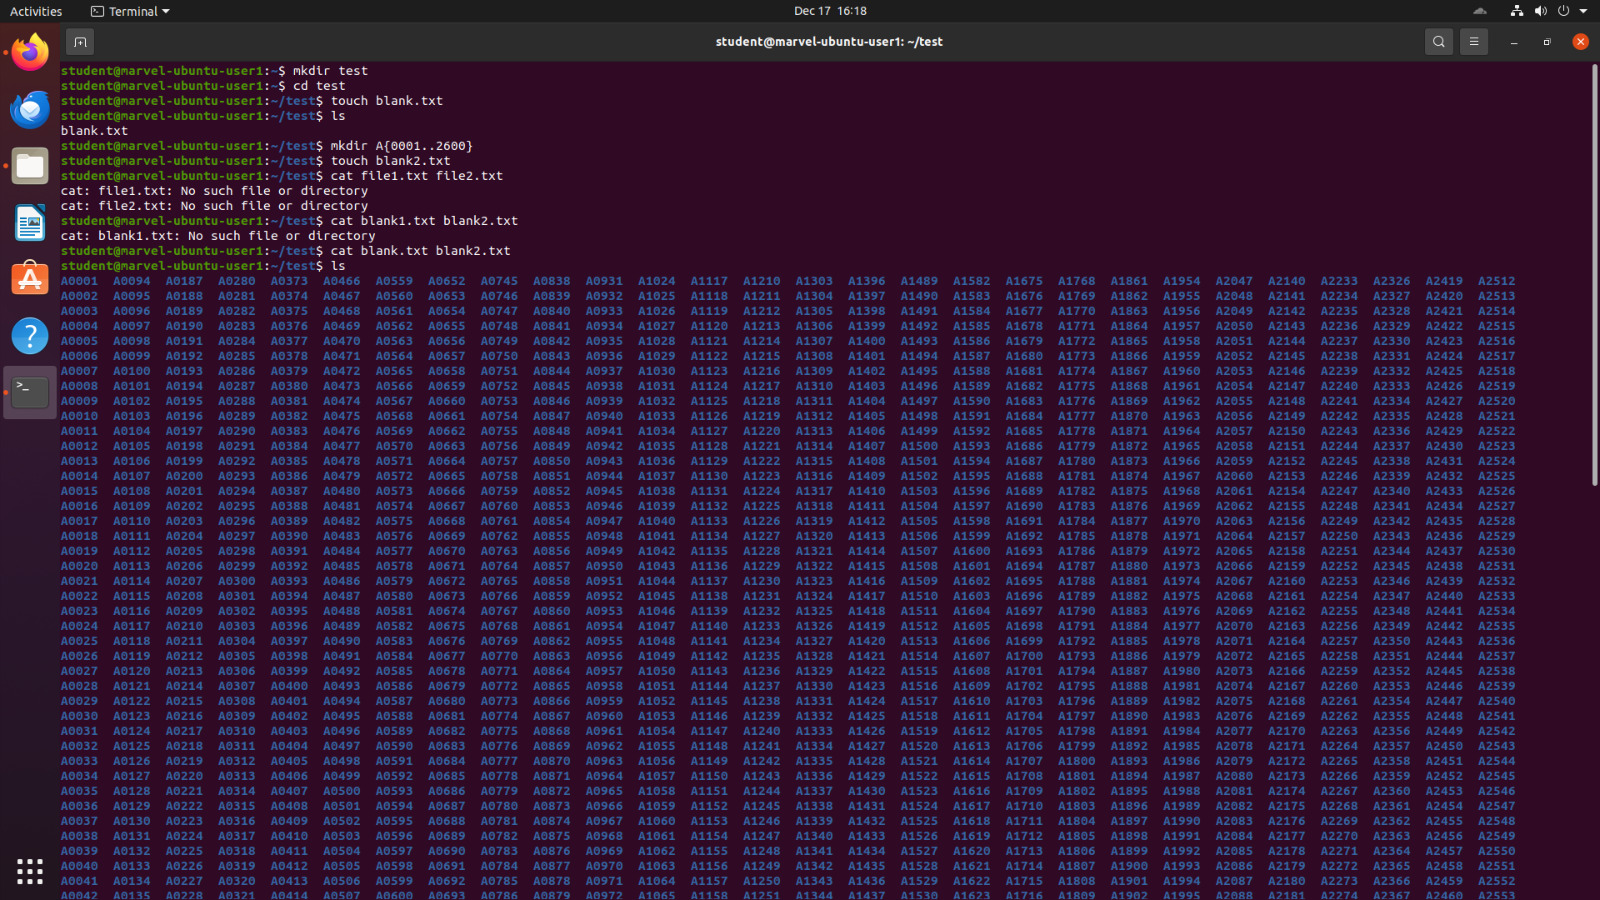 Activities Terminal Dec 17 16:18
student@marvel-ubuntu-user1: ~/test
student@marvel-ubuntu-user1:~$ mkdir test
student@marvel-ubuntu-user1:~$ cd test
student@marvel-ubuntu-user1:~/test$ touch blank.txt
student@marvel-ubuntu-user1:~/test$ ls
blank.txt
student@marvel-ubuntu-user1:~/test$ mkdir A{0001..2600}
student@marvel-ubuntu-user1:~/test$ touch blank2.txt
student@marvel-ubuntu-user1:~/test$ cat file1.txt file2.txt
cat: file1.txt: No such file or directory
cat: file2.txt: No such file or directory
student@marvel-ubuntu-user1:~/test$ cat blank1.txt blank2.txt
cat: blank1.txt: No such file or directory
student@marvel-ubuntu-user1:~/test$ cat blank.txt blank2.txt
student@marvel-ubuntu-user1:~/test$ ls
A0001 A0094 A0187 A0280 A0373 A0466 A0559 A0652 A0745 A0838 A0931 A1024 A1117 A1210 A1303 A1396 A1489 A1582 A1675 A1768 A1861 A1954 A2047 A2140 A2233 A2326 A2419 A2512
A0002 A0095 A0188 A0281 A0374 A0467 A0560 A0653 A0746 A0839 A0932 A1025 A1118 A1211 A1304 A1397 A1490 A1583 A1676 A1769 A1862 A1955 A2048 A2141 A2234 A2327 A2420 A2513
A0003 A0096 A0189 A0282 A0375 A0468 A0561 A0654 A0747 A0840 A0933 A1026 A1119 A1212 A1305 A1398 A1491 A1584 A1677 A1770 A1863 A1956 A2049 A2142 A2235 A2328 A2421 A2514
A0004 A0097 A0190 A0283 A0376 A0469 A0562 A0655 A0748 A0841 A0934 A1027 A1120 A1213 A1306 A1399 A1492 A1585 A1678 A1771 A1864 A1957 A2050 A2143 A2236 A2329 A2422 A2515
A0005 A0098 A0191 A0284 A0377 A0470 A0563 A0656 A0749 A0842 A0935 A1028 A1121 A1214 A1307 A1400 A1493 A1586 A1679 A1772 A1865 A1958 A2051 A2144 A2237 A2330 A2423 A2516
A0006 A0099 A0192 A0285 A0378 A0471 A0564 A0657 A0750 A0843 A0936 A1029 A1122 A1215 A1308 A1401 A1494 A1587 A1680 A1773 A1866 A1959 A2052 A2145 A2238 A2331 A2424 A2517
A0007 A0100 A0193 A0286 A0379 A0472 A0565 A0658 A0751 A0844 A0937 A1030 A1123 A1216 A1309 A1402 A1495 A1588 A1681 A1774 A1867 A1960 A2053 A2146 A2239 A2332 A2425 A2518
A0008 A0101 A0194 A0287 A0380 A0473 A0566 A0659 A0752 A0845 A0938 A1031 A1124 A1217 A1310 A1403 A1496 A1589 A1682 A1775 A1868 A1961 A2054 A2147 A2240 A2333 A2426 A2519
A0009 A0102 A0195 A0288 A0381 A0474 A0567 A0660 A0753 A0846 A0939 A1032 A1125 A1218 A1311 A1404 A1497 A1590 A1683 A1776 A1869 A1962 A2055 A2148 A2241 A2334 A2427 A2520
A0010 A0103 A0196 A0289 A0382 A0475 A0568 A0661 A0754 A0847 A0940 A1033 A1126 A1219 A1312 A1405 A1498 A1591 A1684 A1777 A1870 A1963 A2056 A2149 A2242 A2335 A2428 A2521
A0011 A0104 A0197 A0290 A0383 A0476 A0569 A0662 A0755 A0848 A0941 A1034 A1127 A1220 A1313 A1406 A1499 A1592 A1685 A1778 A1871 A1964 A2057 A2150 A2243 A2336 A2429 A2522
A0012 A0105 A0198 A0291 A0384 A0477 A0570 A0663 A0756 A0849 A0942 A1035 A1128 A1221 A1314 A1407 A1500 A1593 A1686 A1779 A1872 A1965 A2058 A2151 A2244 A2337 A2430 A2523
A0013 A0106 A0199 A0292 A0385 A0478 A0571 A0664 A0757 A0850 A0943 A1036 A1129 A1222 A1315 A1408 A1501 A1594 A1687 A1780 A1873 A1966 A2059 A2152 A2245 A2338 A2431 A2524
A0014 A0107 A0200 A0293 A0386 A0479 A0572 A0665 A0758 A0851 A0944 A1037 A1130 A1223 A1316 A1409 A1502 A1595 A1688 A1781 A1874 A1967 A2060 A2153 A2246 A2339 A2432 A2525
A0015 A0108 A0201 A0294 A0387 A0480 A0573 A0666 A0759 A0852 A0945 A1038 A1131 A1224 A1317 A1410 A1503 A1596 A1689 A1782 A1875 A1968 A2061 A2154 A2247 A2340 A2433 A2526
A0016 A0109 A0202 A0295 A0388 A0481 A0574 A0667 A0760 A0853 A0946 A1039 A1132 A1225 A1318 A1411 A1504 A1597 A1690 A1783 A1876 A1969 A2062 A2155 A2248 A2341 A2434 A2527
A0017 A0110 A0203 A0296 A0389 A0482 A0575 A0668 A0761 A0854 A0947 A1040 A1133 A1226 A1319 A1412 A1505 A1598 A1691 A1784 A1877 A1970 A2063 A2156 A2249 A2342 A2435 A2528
A0018 A0111 A0204 A0297 A0390 A0483 A0576 A0669 A0762 A0855 A0948 A1041 A1134 A1227 A1320 A1413 A1506 A1599 A1692 A1785 A1878 A1971 A2064 A2157 A2250 A2343 A2436 A2529
A0019 A0112 A0205 A0298 A0391 A0484 A0577 A0670 A0763 A0856 A0949 A1042 A1135 A1228 A1321 A1414 A1507 A1600 A1693 A1786 A1879 A1972 A2065 A2158 A2251 A2344 A2437 A2530
A0020 A0113 A0206 A0299 A0392 A0485 A0578 A0671 A0764 A0857 A0950 A1043 A1136 A1229 A1322 A1415 A1508 A1601 A1694 A1787 A1880 A1973 A2066 A2159 A2252 A2345 A2438 A2531
A0021 A0114 A0207 A0300 A0393 A0486 A0579 A0672 A0765 A0858 A0951 A1044 A1137 A1230 A1323 A1416 A1509 A1602 A1695 A1788 A1881 A1974 A2067 A2160 A2253 A2346 A2439 A2532
A0022 A0115 A0208 A0301 A0394 A0487 A0580 A0673 A0766 A0859 A0952 A1045 A1138 A1231 A1324 A1417 A1510 A1603 A1696 A1789 A1882 A1975 A2068 A2161 A2254 A2347 A2440 A2533
A0023 A0116 A0209 A0302 A0395 A0488 A0581 A0674 A0767 A0860 A0953 A1046 A1139 A1232 A1325 A1418 A1511 A1604 A1697 A1790 A1883 A1976 A2069 A2162 A2255 A2348 A2441 A2534
A0024 A0117 A0210 A0303 A0396 A0489 A0582 A0675 A0768 A0861 A0954 A1047 A1140 A1233 A1326 A1419 A1512 A1605 A1698 A1791 A1884 A1977 A2070 A2163 A2256 A2349 A2442 A2535
A0025 A0118 A0211 A0304 A0397 A0490 A0583 A0676 A0769 A0862 A0955 A1048 A1141 A1234 A1327 A1420 A1513 A1606 A1699 A1792 A1885 A1978 A2071 A2164 A2257 A2350 A2443 A2536
A0026 A0119 A0212 A0305 A0398 A0491 A0584 A0677 A0770 A0863 A0956 A1049 A1142 A1235 A1328 A1421 A1514 A1607 A1700 A1793 A1886 A1979 A2072 A2165 A2258 A2351 A2444 A2537
A0027 A0120 A0213 A0306 A0399 A0492 A0585 A0678 A0771 A0864 A0957 A1050 A1143 A1236 A1329 A1422 A1515 A1608 A1701 A1794 A1887 A1980 A2073 A2166 A2259 A2352 A2445 A2538
A0028 A0121 A0214 A0307 A0400 A0493 A0586 A0679 A0772 A0865 A0958 A1051 A1144 A1237 A1330 A1423 A1516 A1609 A1702 A1795 A1888 A1981 A2074 A2167 A2260 A2353 A2446 A2539
A0029 A0122 A0215 A0308 A0401 A0494 A0587 A0680 A0773 A0866 A0959 A1052 A1145 A1238 A1331 A1424 A1517 A1610 A1703 A1796 A1889 A1982 A2075 A2168 A2261 A2354 A2447 A2540
A0030 A0123 A0216 A0309 A0402 A0495 A0588 A0681 A0774 A0867 A0960 A1053 A1146 A1239 A1332 A1425 A1518 A1611 A1704 A1797 A1890 A1983 A2076 A2169 A2262 A2355 A2448 A2541
A0031 A0124 A0217 A0310 A0403 A0496 A0589 A0682 A0775 A0868 A0961 A1054 A1147 A1240 A1333 A1426 A1519 A1612 A1705 A1798 A1891 A1984 A2077 A2170 A2263 A2356 A2449 A2542
A0032 A0125 A0218 A0311 A0404 A0497 A0590 A0683 A0776 A0869 A0962 A1055 A1148 A1241 A1334 A1427 A1520 A1613 A1706 A1799 A1892 A1985 A2078 A2171 A2264 A2357 A2450 A2543
A0033 A0126 A0219 A0312 A0405 A0498 A0591 A0684 A0777 A0870 A0963 A1056 A1149 A1242 A1335 A1428 A1521 A1614 A1707 A1800 A1893 A1986 A2079 A2172 A2265 A2358 A2451 A2544
A0034 A0127 A0220 A0313 A0406 A0499 A0592 A0685 A0778 A0871 A0964 A1057 A1150 A1243 A1336 A1429 A1522 A1615 A1708 A1801 A1894 A1987 A2080 A2173 A2266 A2359 A2452 A2545
A0035 A0128 A0221 A0314 A0407 A0500 A0593 A0686 A0779 A0872 A0965 A1058 A1151 A1244 A1337 A1430 A1523 A1616 A1709 A1802 A1895 A1988 A2081 A2174 A2267 A2360 A2453 A2546
A0036 A0129 A0222 A0315 A0408 A0501 A0594 A0687 A0780 A0873 A0966 A1059 A1152 A1245 A1338 A1431 A1524 A1617 A1710 A1803 A1896 A1989 A2082 A2175 A2268 A2361 A2454 A2547
A0037 A0130 A0223 A0316 A0409 A0502 A0595 A0688 A0781 A0874 A0967 A1060 A1153 A1246 A1339 A1432 A1525 A1618 A1711 A1804 A1897 A1990 A2083 A2176 A2269 A2362 A2455 A2548
A0038 A0131 A0224 A0317 A0410 A0503 A0596 A0689 A0782 A0875 A0968 A1061 A1154 A1247 A1340 A1433 A1526 A1619 A1712 A1805 A1898 A1991 A2084 A2177 A2270 A2363 A2456 A2549
A0039 A0132 A0225 A0318 A0411 A0504 A0597 A0690 A0783 A0876 A0969 A1062 A1155 A1248 A1341 A1434 A1527 A1620 A1713 A1806 A1899 A1992 A2085 A2178 A2271 A2364 A2457 A2550
A0040 A0133 A0226 A0319 A0412 A0505 A0598 A0691 A0784 A0877 A0970 A1063 A1156 A1249 A1342 A1435 A1528 A1621 A1714 A1807 A1900 A1993 A2086 A2179 A2272 A2365 A2458 A2551
A0041 A0134 A0227 A0320 A0413 A0506 A0599 A0692 A0785 A0878 A0971 A1064 A1157 A1250 A1343 A1436 A1529 A1622 A1715 A1808 A1901 A1994 A2087 A2180 A2273 A2366 A2459 A2552
A0042 A0135 A0228 A0321 A0414 A0507 A0600 A0693 A0786 A0879 A0972 A1065 A1158 A1251 A1344 A1437 A1530 A1623 A1716 A1809 A1902 A1995 A2088 A2181 A2274 A2367 A2460 A2553